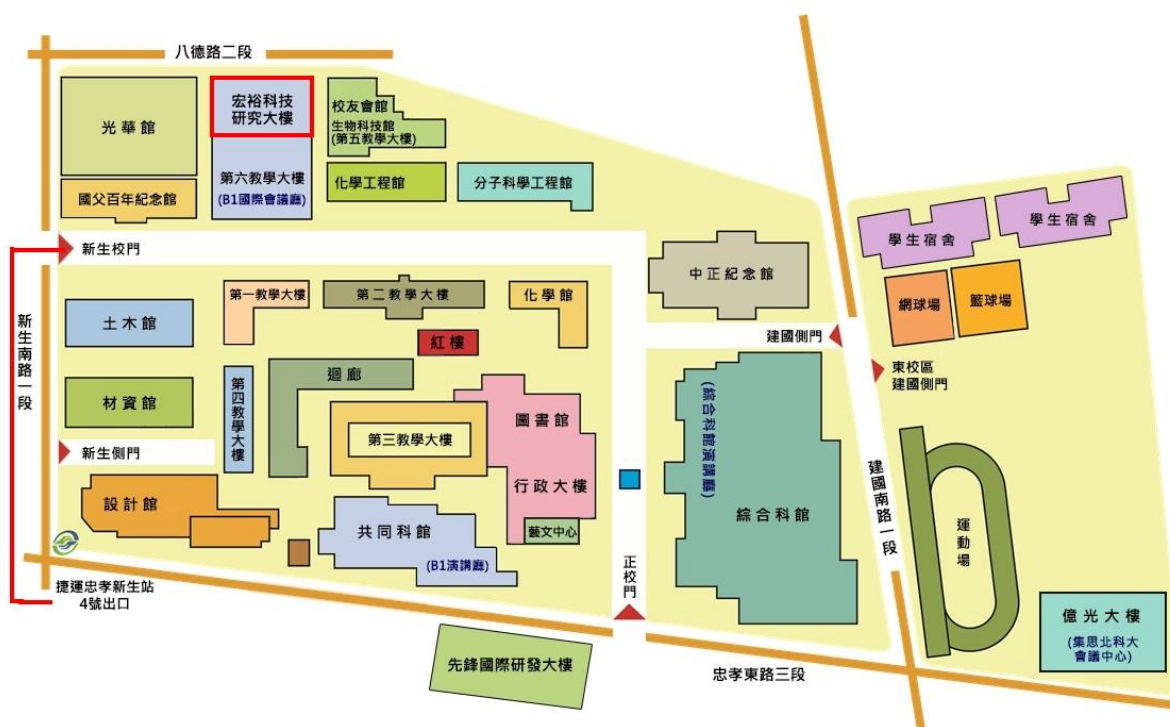 八德路二段
光華館
宏裕科技
研究大樓
校友會館
生物科技館
(第五教學大樓)
第六教學大樓
(B1國際會議廳)
國父百年紀念館
化學工程館
分子科學工程館
學生宿舍
學生宿舍
新生校門
中正紀念館
網球場
籃球場
第一教學大樓
第二教學大樓
化學館
土木館
紅樓
建國側門
新生南路一段
迴廊
東校區
建國側門
第四教學大樓
材資館
圖書館
(綜合科館演講廳)
第三教學大樓
新生側門
建國南路一段
行政大樓
設計館
綜合科館
共同科館
藝文中心
運動場
(B1演講廳)
正校門
捷運忠孝新生站
4號出口
億光大樓
(集思北科大
會議中心)
先鋒國際研發大樓
忠孝東路三段